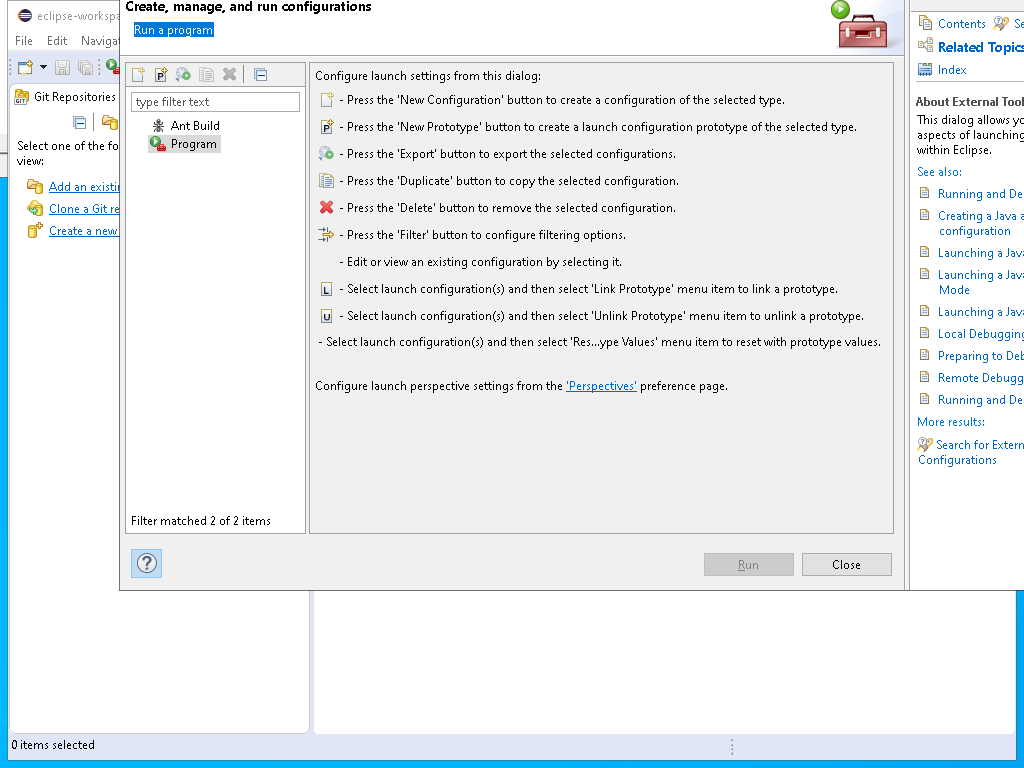 Create, manage, and run configurations
Run a program
eclipse-workspa
File Edit Naviga
Git Repositories
Select one of the fo
view:
Add an existi
Clone a Git re
Create a new
type filter text
Ant Build
Program
Filter matched 2 of 2 items
Configure launch settings from this dialog:
- Press the 'New Configuration' button to create a configuration of the selected type.
- Press the 'New Prototype' button to create a launch configuration prototype of the selected type.
- Press the 'Export' button to export the selected configurations.
- Press the 'Duplicate' button to copy the selected configuration.
- Press the 'Delete' button to remove the selected configuration.
- Press the 'Filter' button to configure filtering options.
- Edit or view an existing configuration by selecting it.
- Select launch configuration(s) and then select 'Link Prototype' menu item to link a prototype.
- Select launch configuration(s) and then select 'Unlink Prototype' menu item to unlink a prototype.
- Select launch configuration(s) and then select 'Res...ype Values' menu item to reset with prototype values.
Configure launch perspective settings from the 'Perspectives' preference page.
Run
Close
Contents Se
Related Topics
Index
About External Tool
This dialog allows yo
aspects of launching
within Eclipse.
See also:
Running and De
Creating a Java a
configuration
Launching a Java
Launching a Java
Mode
Launching a Java
Local Debugging
Preparing to Deb
Remote Debugg
Running and De
More results:
Search for Extern
Configurations
0 items selected